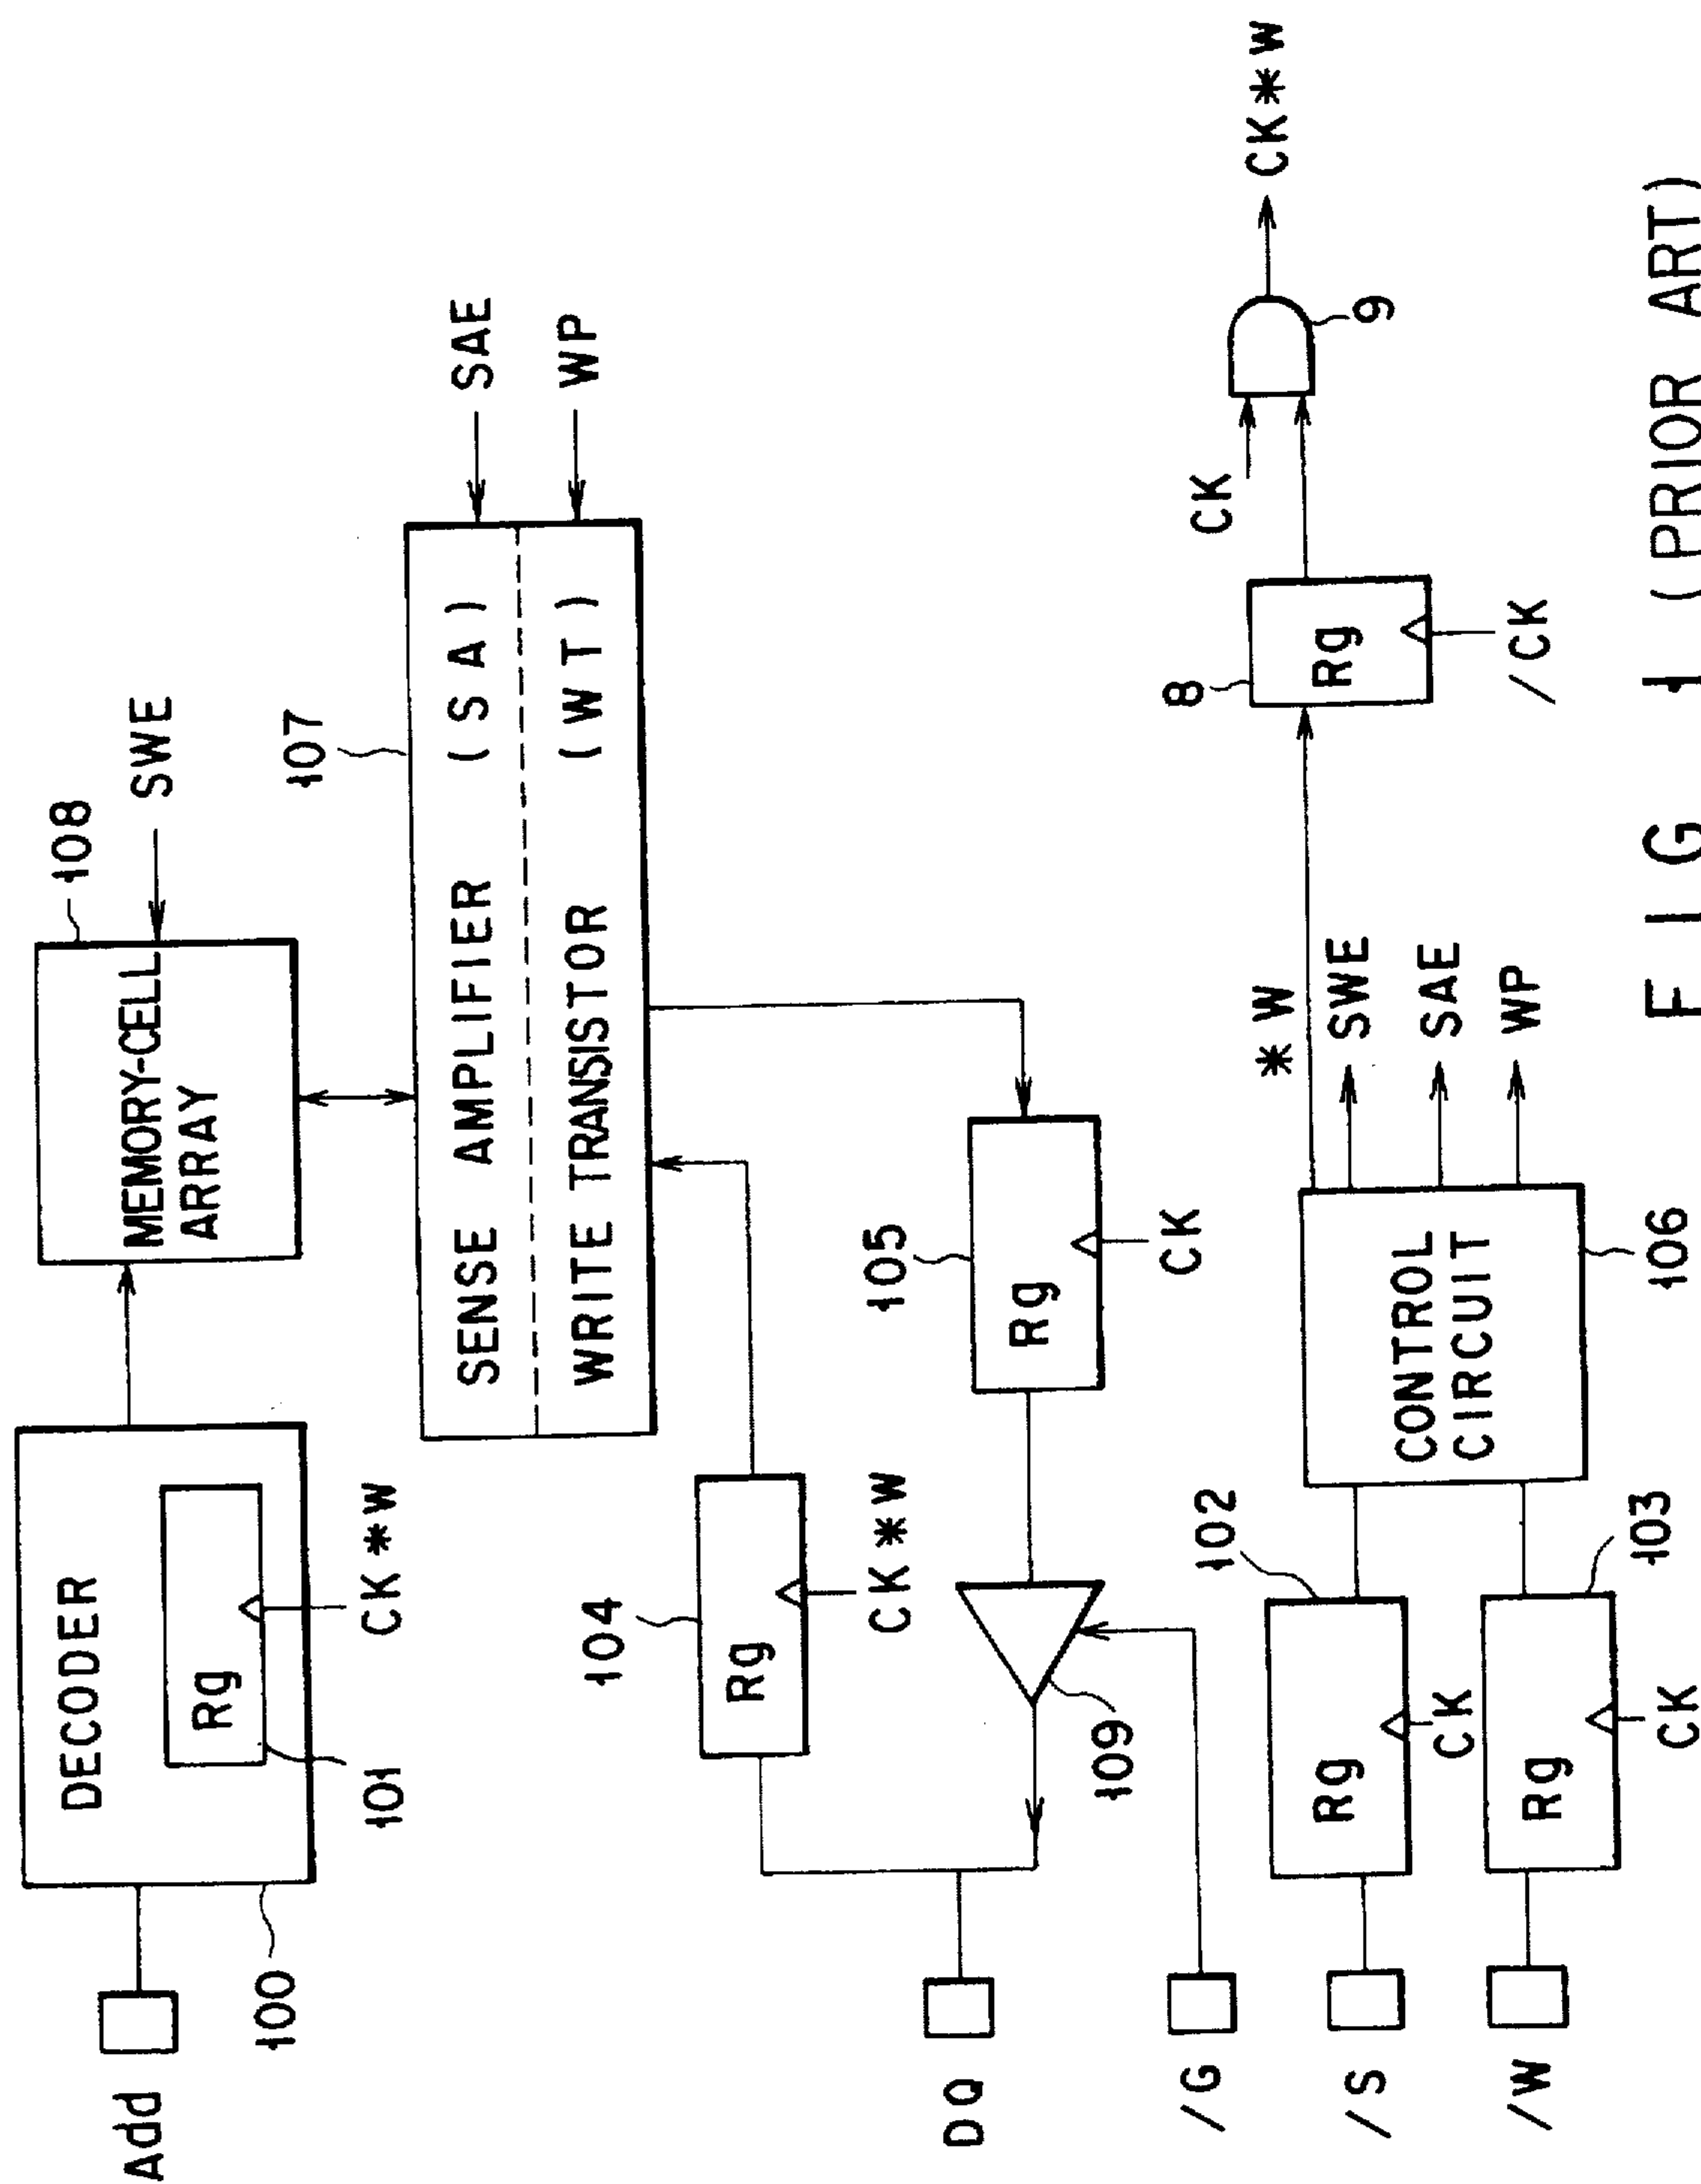 Add
100
DECODER
Rg
101
CK*W
MEMORY-CELL
ARRAY
108
SWE
SENSE AMPLIFIER (SA)
WRITE TRANSISTOR (WT)
107
SAE
WP
DQ
104
Rg
CK*W
105
Rg
CK
109
/G
/S
102
Rg
CK
/W
103
Rg
CK
CONTROL
CIRCUIT
106
*W
SWE
SAE
WP
8
Rg
/CK
CK
9
CK*W
FIG 1 (PRIOR ART)